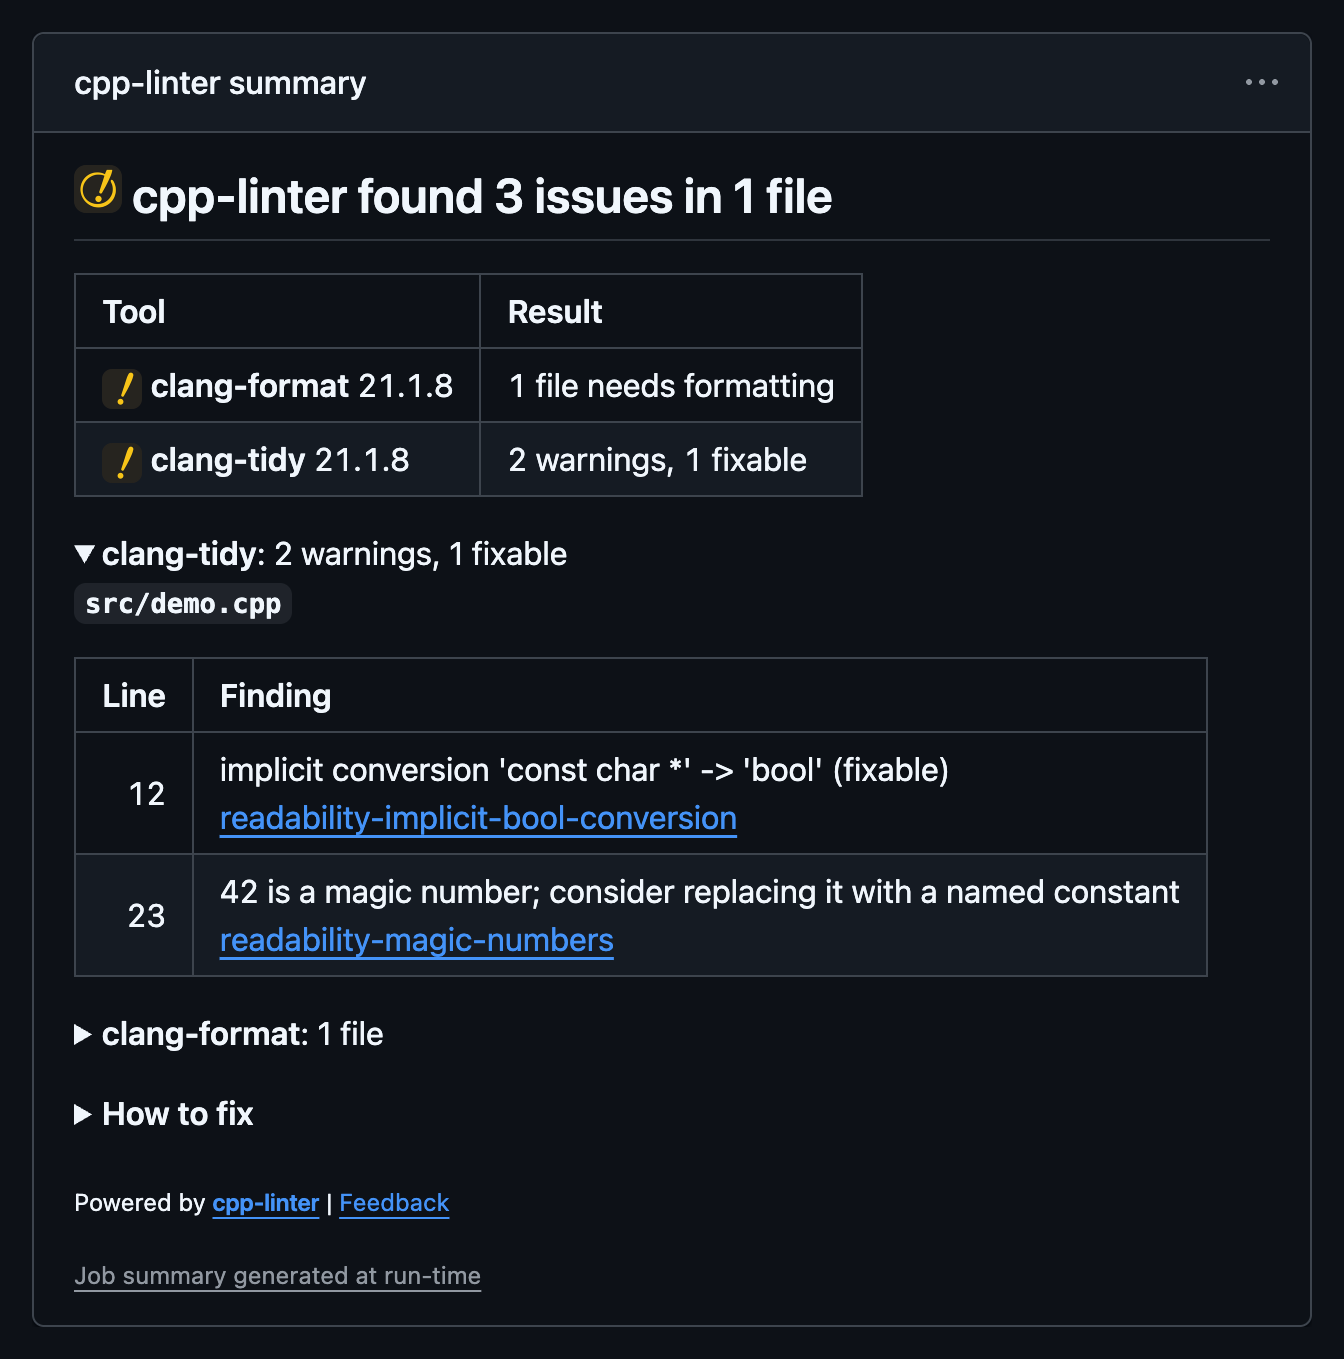 cpp-linter summary
cpp-linter found 3 issues in 1 file
Tool Result
clang-format 21.1.8 1 file needs formatting
clang-tidy 21.1.8 2 warnings, 1 fixable
clang-tidy: 2 warnings, 1 fixable
src/demo.cpp
Line Finding
12 implicit conversion 'const char *' -> 'bool' (fixable)
readability-implicit-bool-conversion
23 42 is a magic number; consider replacing it with a named constant
readability-magic-numbers
clang-format: 1 file
How to fix
Powered by cpp-linter | Feedback
Job summary generated at run-time